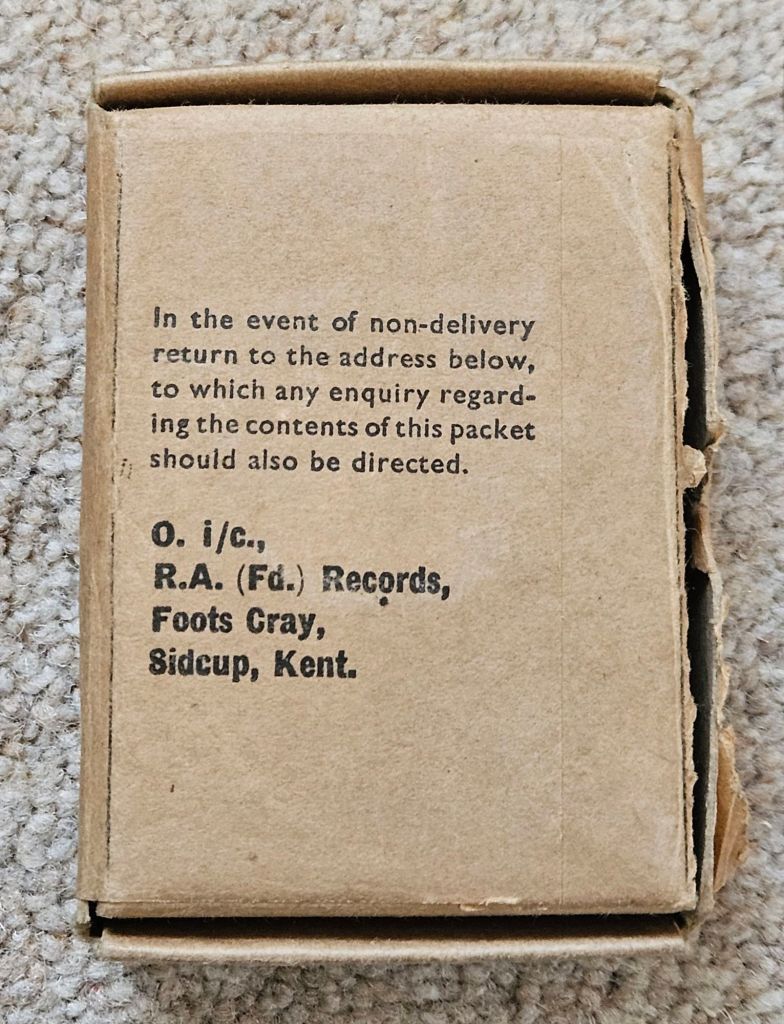 In the event of non-delivery
return to the address below,
to which any enquiry regard-
ing the contents of this packet
should also be directed.
O. i/c.,
R.A. (Fd.) Records,
Foots Cray,
Sidcup, Kent.